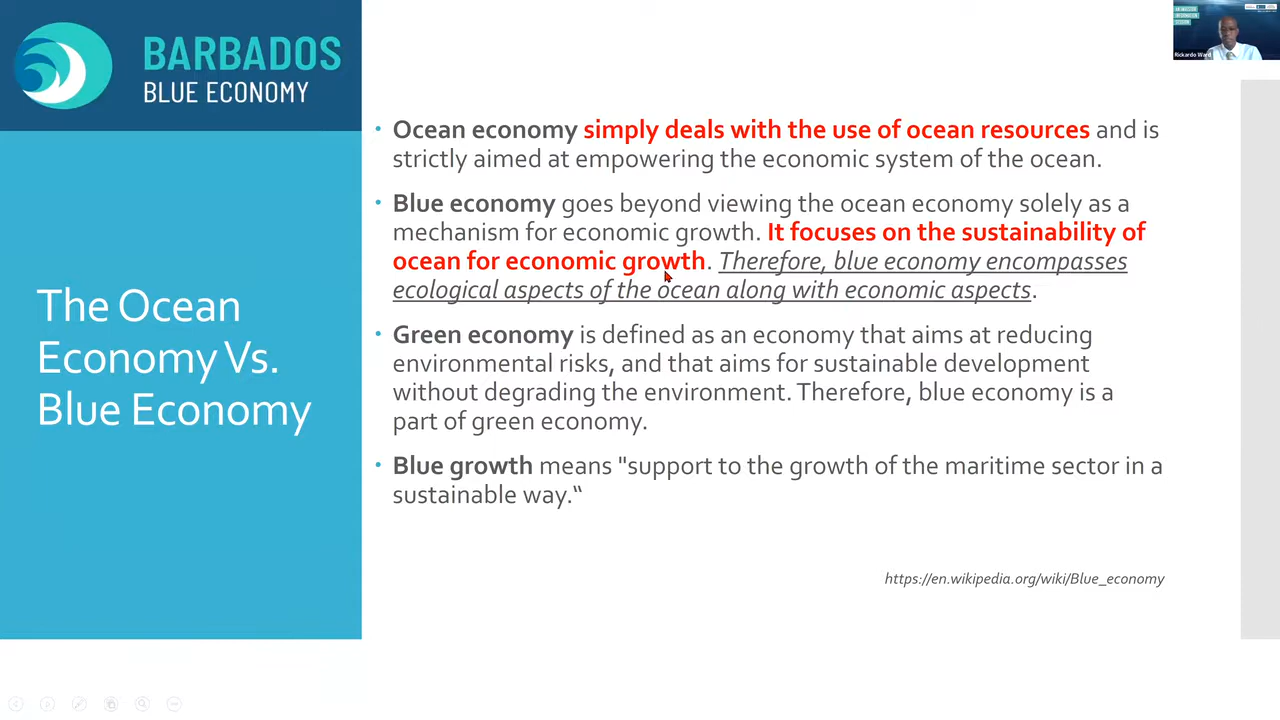 BARBADOS
BLUE ECONOMY
The Ocean
Economy Vs.
Blue Economy
• Ocean economy simply deals with the use of ocean resources and is
strictly aimed at empowering the economic system of the ocean.
• Blue economy goes beyond viewing the ocean economy solely as a
mechanism for economic growth. It focuses on the sustainability of
ocean for economic growth. Therefore, blue economy encompasses
ecological aspects of the ocean along with economic aspects.
• Green economy is defined as an economy that aims at reducing
environmental risks, and that aims for sustainable development
without degrading the environment. Therefore, blue economy is a
part of green economy.
• Blue growth means "support to the growth of the maritime sector in a
sustainable way.“
https://en.wikipedia.org/wiki/Blue_economy
Rickardo Ward